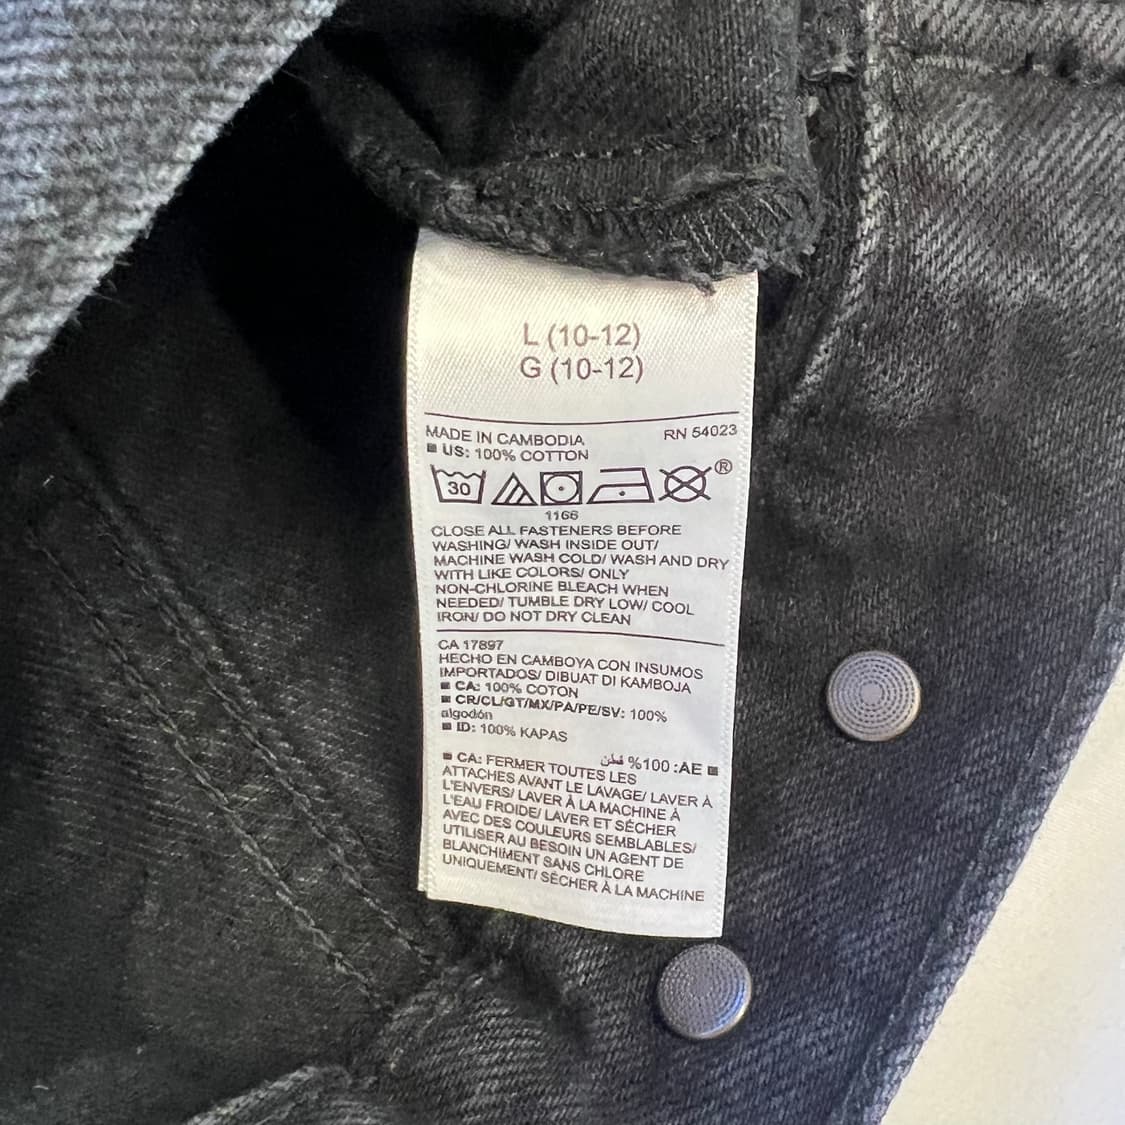 L (10-12)
G (10-12)
MADE IN CAMBODIA RN 54023
■ US: 100% COTTON
30 ®
1166
CLOSE ALL FASTENERS BEFORE
WASHING/ WASH INSIDE OUT/
MACHINE WASH COLD/ WASH AND DRY
WITH LIKE COLORS/ ONLY
NON-CHLORINE BLEACH WHEN
NEEDED/ TUMBLE DRY LOW/ COOL
IRON/ DO NOT DRY CLEAN
CA 17897
HECHO EN CAMBOYA CON INSUMOS
IMPORTADOS/ DIBUAT DI KAMBOJA
■ CA: 100% COTON
■ CR/CL/GT/MX/PA/PE/SV: 100%
algodón
■ ID: 100% KAPAS
■ AE: 100% قطن
■ CA: FERMER TOUTES LES
ATTACHES AVANT LE LAVAGE/ LAVER À
L'ENVERS/ LAVER À LA MACHINE À
L'EAU FROIDE/ LAVER ET SÉCHER
AVEC DES COULEURS SEMBLABLES/
UTILISER AU BESOIN UN AGENT DE
BLANCHIMENT SANS CHLORE
UNIQUEMENT/ SÉCHER À LA MACHINE